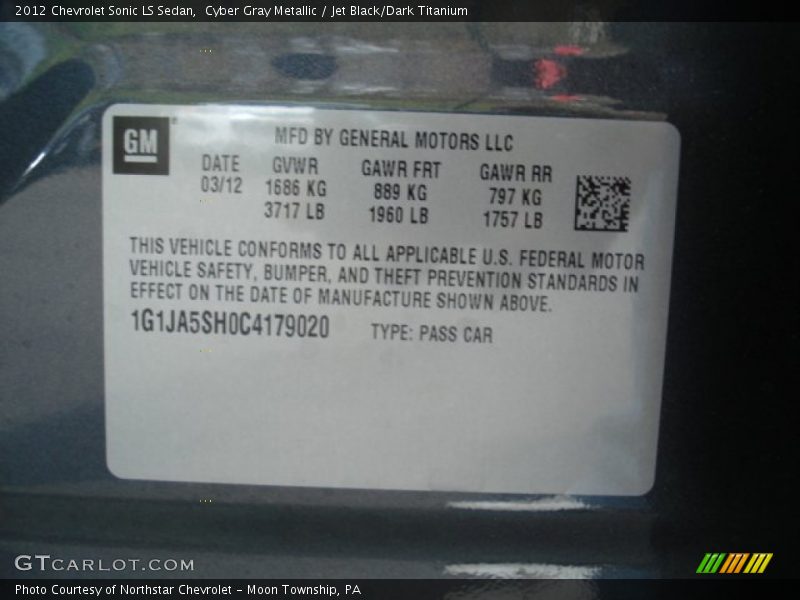 2012 Chevrolet Sonic LS Sedan, Cyber Gray Metallic / Jet Black/Dark Titanium
GM
MFD BY GENERAL MOTORS LLC
DATE GVWR GAWR FRT GAWR RR
03/12 1686 KG 889 KG 797 KG
3717 LB 1960 LB 1757 LB
THIS VEHICLE CONFORMS TO ALL APPLICABLE U.S. FEDERAL MOTOR
VEHICLE SAFETY, BUMPER, AND THEFT PREVENTION STANDARDS IN
EFFECT ON THE DATE OF MANUFACTURE SHOWN ABOVE.
1G1JA5SH0C4179020 TYPE: PASS CAR
GTCARLOT.COM
Photo Courtesy of Northstar Chevrolet - Moon Township, PA